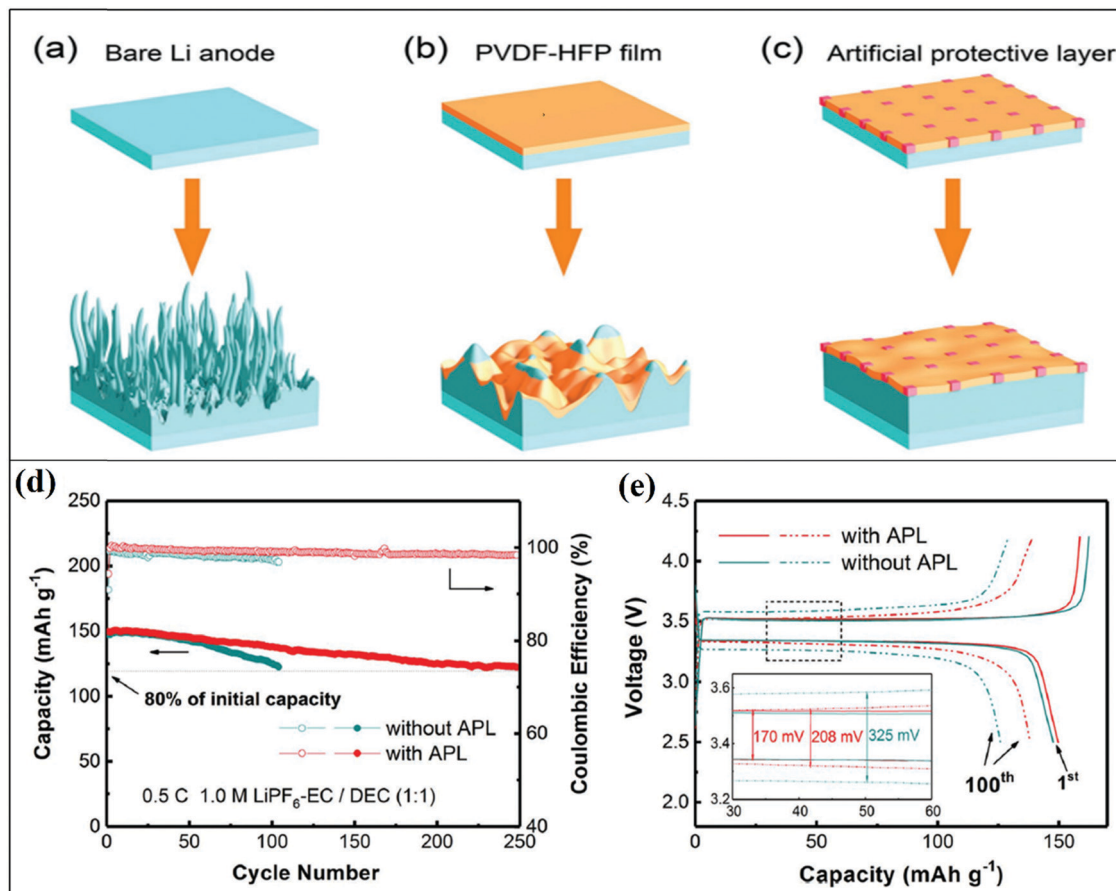 (a) Bare Li anode
(b) PVDF-HFP film
(c) Artificial protective layer
(d)
250
200
150
100
50
0
Capacity (mAh g⁻¹)
100
80
60
40
Coulombic Efficiency (%)
80% of initial capacity
without APL
with APL
0.5 C 1.0 M LiPF₆-EC / DEC (1:1)
0 50 100 150 200 250
Cycle Number
(e)
4.5
4.0
3.5
3.0
2.5
2.0
Voltage (V)
with APL
without APL
3.6
3.4
3.2
170 mV 208 mV 325 mV
30 40 50 60
100th
1st
0 50 100 150
Capacity (mAh g⁻¹)